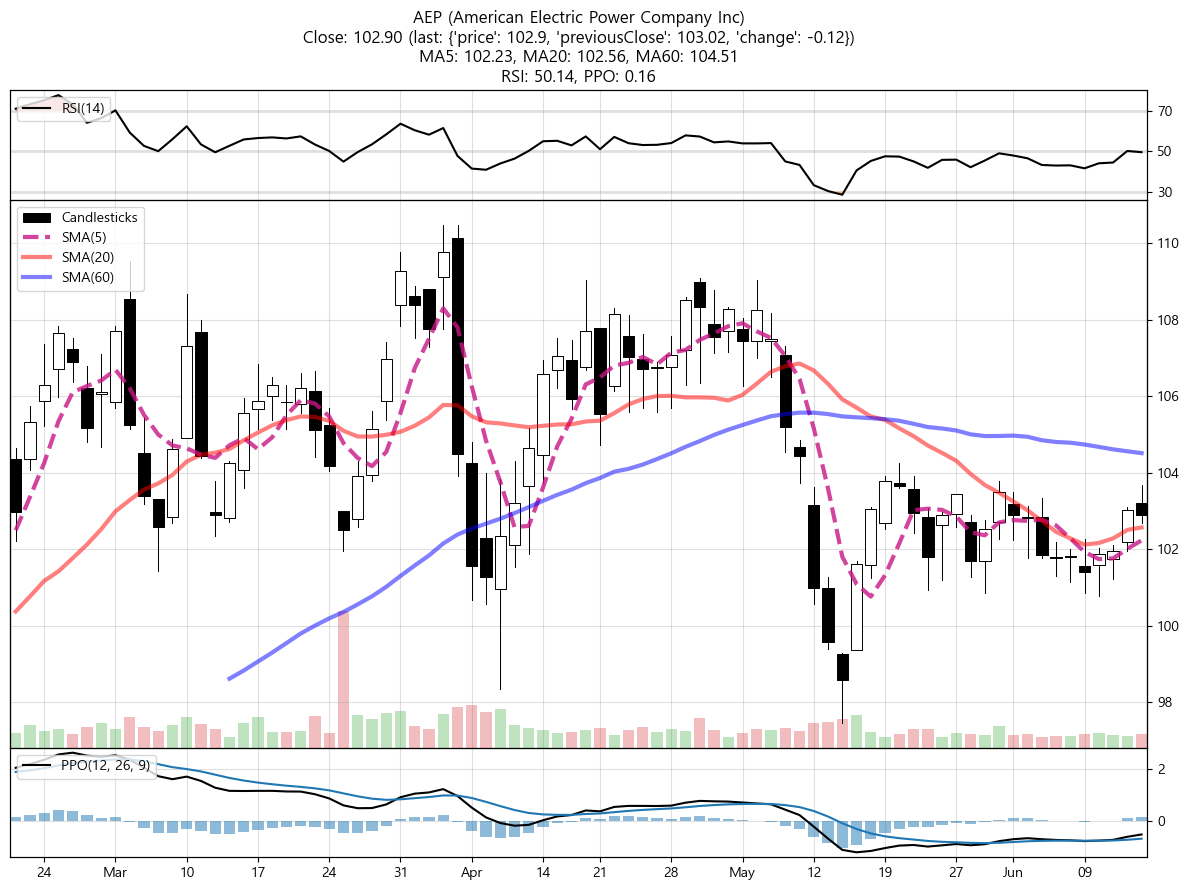 AEP (American Electric Power Company Inc)
Close: 102.90 (last: {'price': 102.9, 'previousClose': 103.02, 'change': -0.12})
MA5: 102.23, MA20: 102.56, MA60: 104.51
RSI: 50.14, PPO: 0.16
RSI(14)
70
50
30
Candlesticks
SMA(5)
SMA(20)
SMA(60)
110
108
106
104
102
100
98
PPO(12, 26, 9)
2
0
24 Mar 10 17 24 31 Apr 14 21 28 May 12 19 27 Jun 09